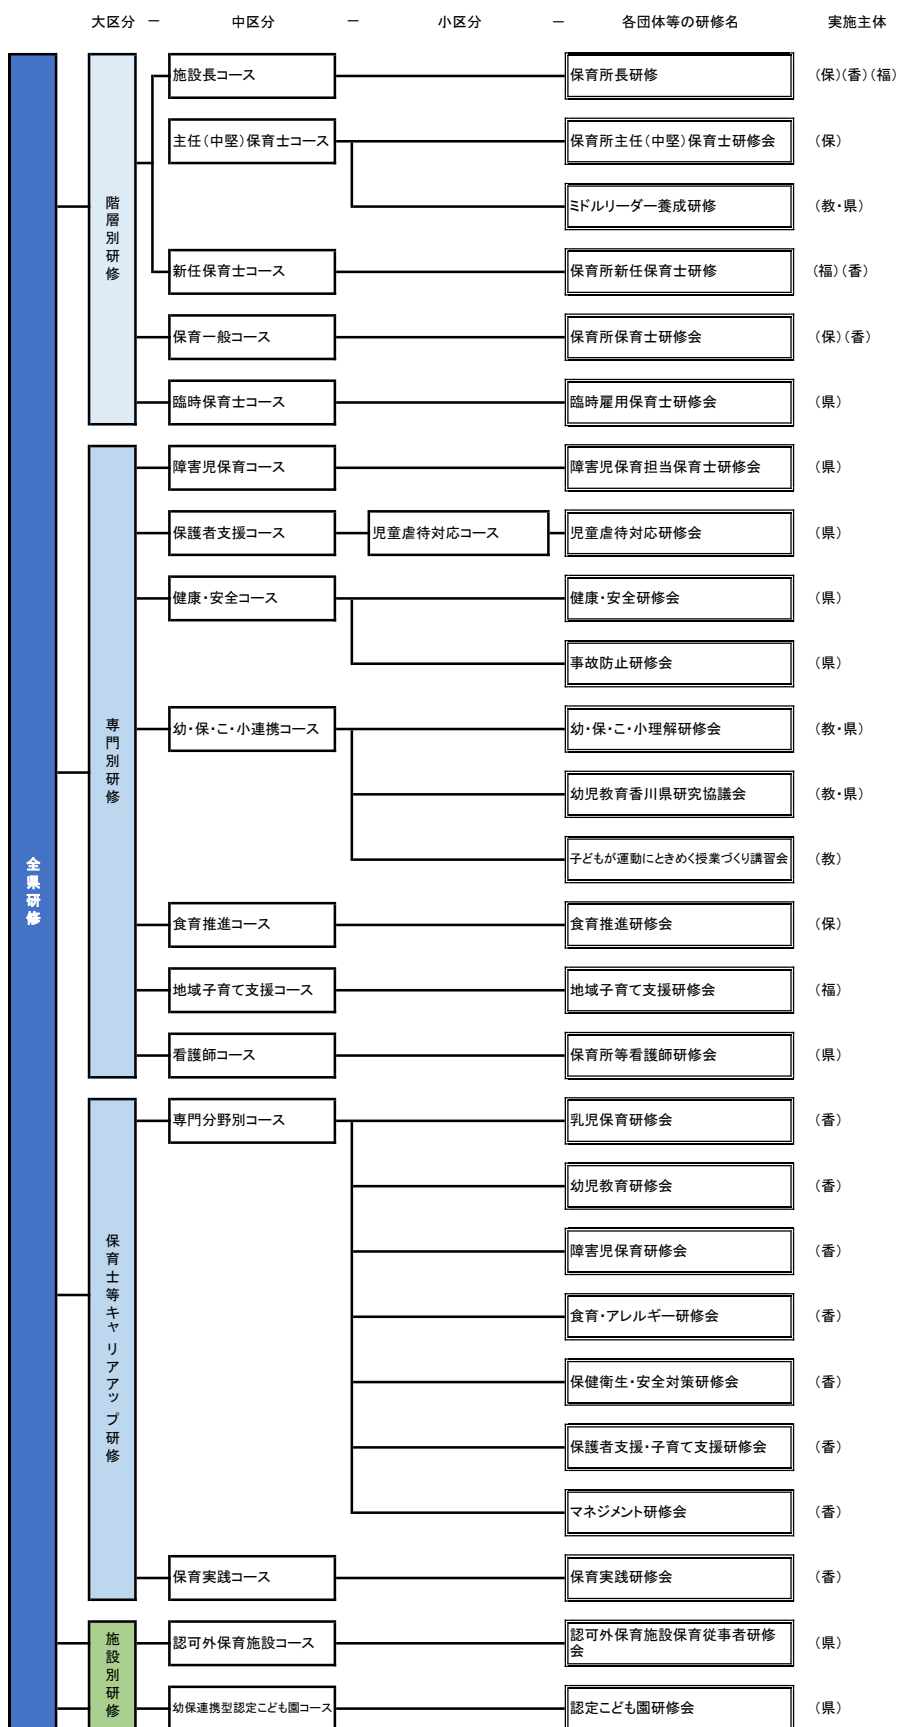 大区分 － 中区分 － 小区分 － 各団体等の研修名 実施主体
全県研修
階層別研修
施設長コース 保育所長研修 （保）（香）（福）
主任（中堅）保育士コース 保育所主任（中堅）保育士研修会 （保）
ミドルリーダー養成研修 （教・県）
新任保育士コース 保育所新任保育士研修 （福）（香）
保育一般コース 保育所保育士研修会 （保）（香）
臨時保育士コース 臨時雇用保育士研修会 （県）
専門別研修
障害児保育コース 障害児保育担当保育士研修会 （県）
保護者支援コース 児童虐待対応コース 児童虐待対応研修会 （県）
健康・安全コース 健康・安全研修会 （県）
事故防止研修会 （県）
幼・保・こ・小連携コース 幼・保・こ・小理解研修会 （教・県）
幼児教育香川県研究協議会 （教・県）
子どもが運動にときめく授業づくり講習会 （教）
食育推進コース 食育推進研修会 （保）
地域子育て支援コース 地域子育て支援研修会 （福）
看護師コース 保育所等看護師研修会 （県）
保育士等キャリアアップ研修
専門分野別コース 乳児保育研修会 （香）
幼児教育研修会 （香）
障害児保育研修会 （香）
食育・アレルギー研修会 （香）
保健衛生・安全対策研修会 （香）
保護者支援・子育て支援研修会 （香）
マネジメント研修会 （香）
保育実践コース 保育実践研修会 （香）
施設別研修
認可外保育施設コース 認可外保育施設保育従事者研修
会 （県）
幼保連携型認定こども園コース 認定こども園研修会 （県）